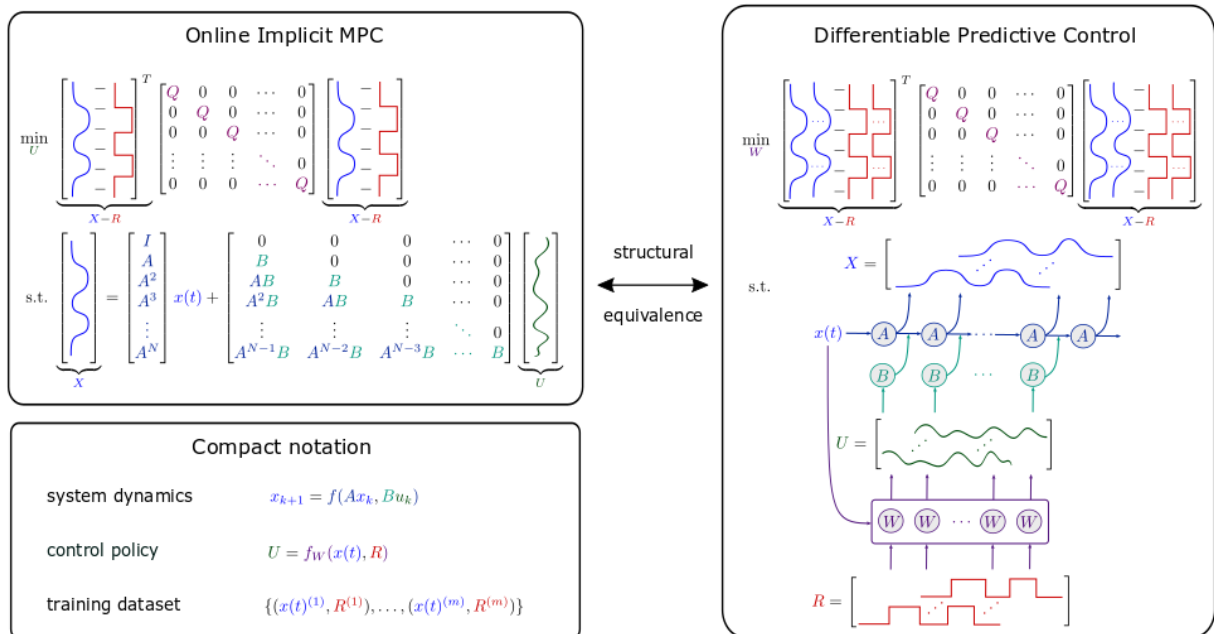 Online Implicit MPC
T
Q 0 0 ⋯ 0
0 Q 0 ⋯ 0
min U
0 0 Q ⋯ 0
⋮ ⋮ ⋮ ⋱ 0
0 0 0 ⋯ Q
X−R X−R
I 0 0 0 ⋯ 0
A B 0 0 ⋯ 0
A² AB B 0 ⋯ 0
s.t. = A³ x(t) + A²B AB B ⋯ 0
⋮ ⋮ ⋮ ⋮ ⋱ 0
A^N A^{N−1}B A^{N−2}B A^{N−3}B ⋯ B
X U
structural
equivalence
Compact notation
system dynamics x_{k+1} = f(Ax_k, Bu_k)
control policy U = f_W(x(t), R)
training dataset {(x(t)^{(1)}, R^{(1)}), . . . , (x(t)^{(m)}, R^{(m)})}
Differentiable Predictive Control
T
Q 0 0 ⋯ 0
0 Q 0 ⋯ 0
min W
0 0 Q ⋯ 0
⋮ ⋮ ⋮ ⋱ 0
0 0 0 ⋯ Q
X−R X−R
X =
s.t.
x(t) A A ⋯ A A
B B ⋯ B
U =
W W ⋯ W W
R =